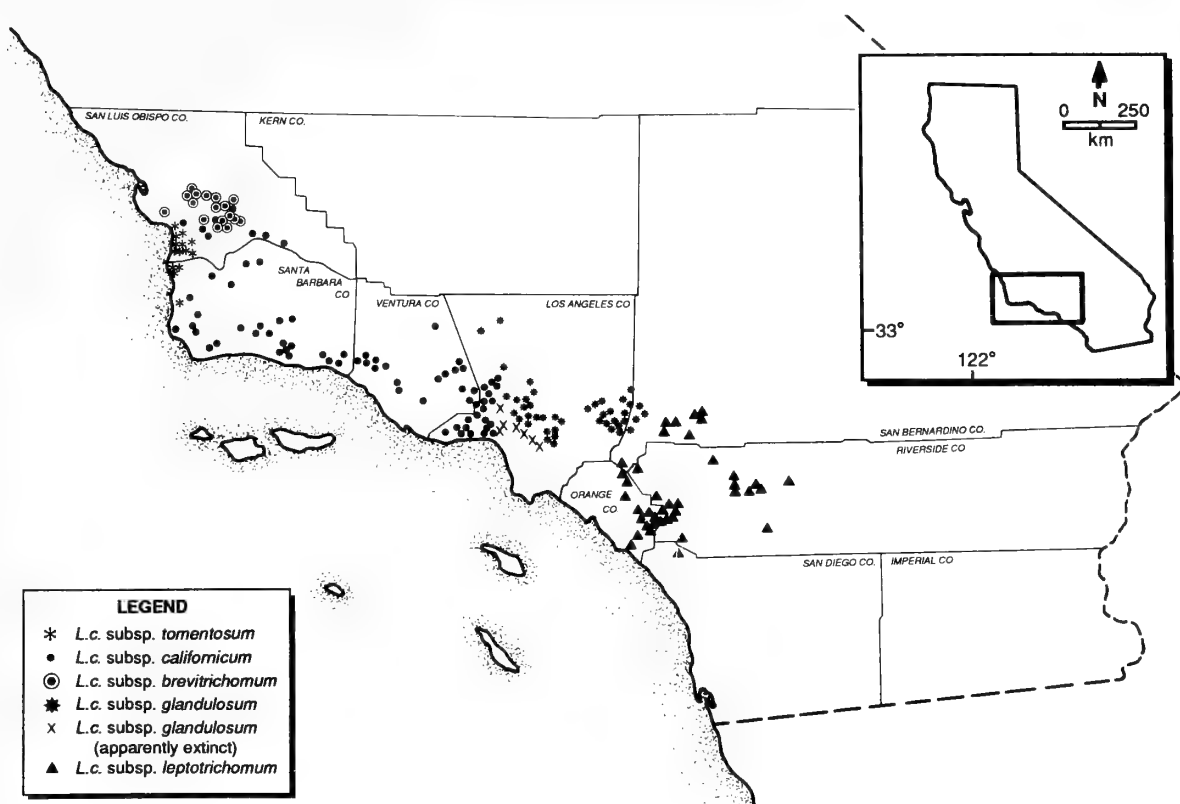 N
0 250
km
33°
122°
SAN LUIS OBISPO CO.
KERN CO.
SANTA
BARBARA
CO
VENTURA CO
LOS ANGELES CO
SAN BERNARDINO CO.
RIVERSIDE CO
ORANGE
CO.
SAN DIEGO CO.
IMPERIAL CO
LEGEND
L.c. subsp. tomentosum
L.c. subsp. californicum
L.c. subsp. brevitrichomum
L.c. subsp. glandulosum
L.c. subsp. glandulosum
(apparently extinct)
L.c. subsp. leptotrichomum